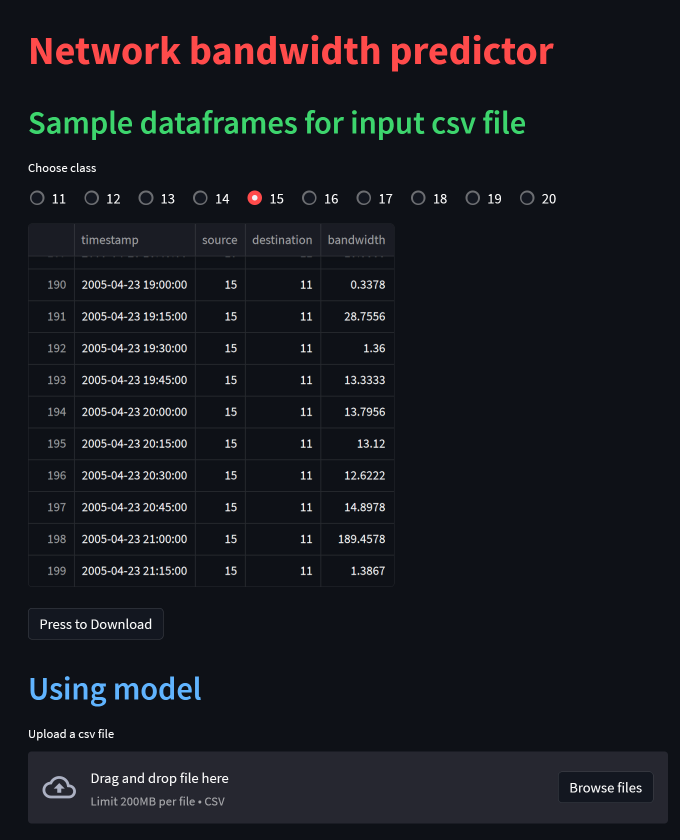 Network bandwidth predictor
Sample dataframes for input csv file
Choose class
11 12 13 14 15 16 17 18 19 20
timestamp source destination bandwidth
190 2005-04-23 19:00:00 15 11 0.3378
191 2005-04-23 19:15:00 15 11 28.7556
192 2005-04-23 19:30:00 15 11 1.36
193 2005-04-23 19:45:00 15 11 13.3333
194 2005-04-23 20:00:00 15 11 13.7956
195 2005-04-23 20:15:00 15 11 13.12
196 2005-04-23 20:30:00 15 11 12.6222
197 2005-04-23 20:45:00 15 11 14.8978
198 2005-04-23 21:00:00 15 11 189.4578
199 2005-04-23 21:15:00 15 11 1.3867
Press to Download
Using model
Upload a csv file
Drag and drop file here
Limit 200MB per file • CSV
Browse files